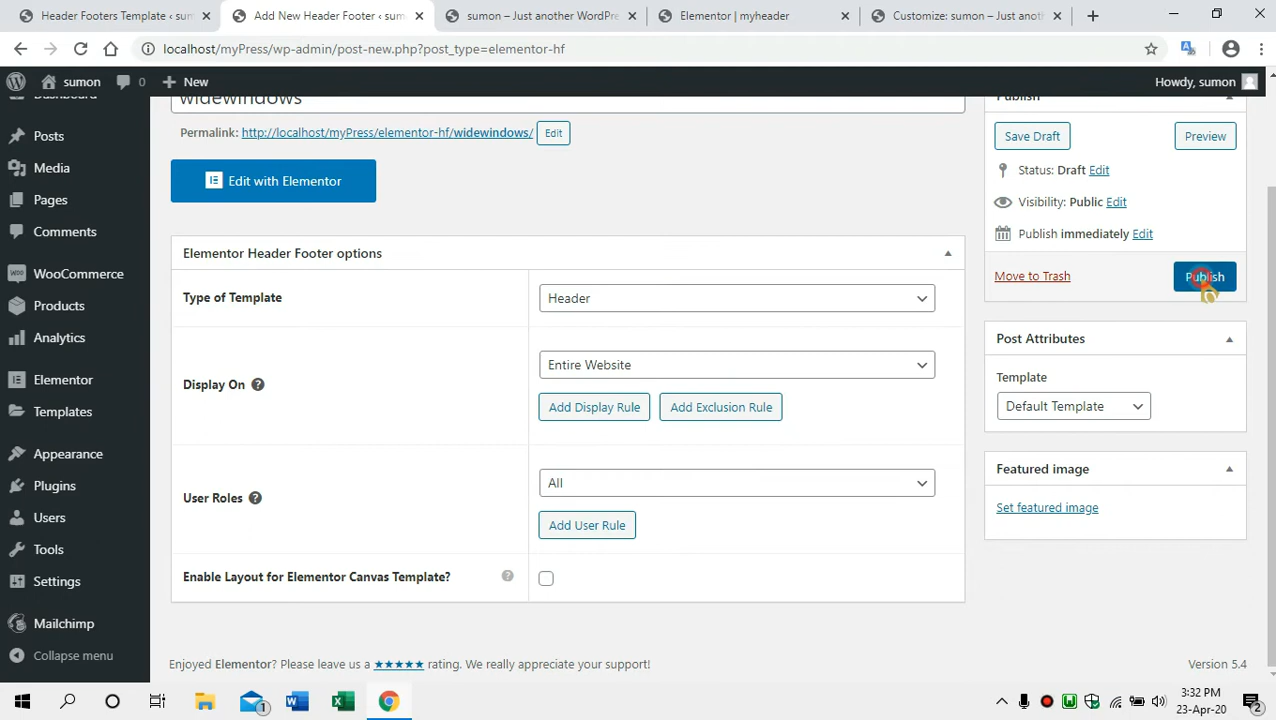 Header Footers Template ‹ sum
Add New Header Footer ‹ sumo
sumon – Just another WordPre
Elementor | myheader
Customize: sumon – Just anot
localhost/myPress/wp-admin/post-new.php?post_type=elementor-hf
sumon 0 New Howdy, sumon
Dashboard
Posts
Media
Pages
Comments
WooCommerce
Products
Analytics
Elementor
Templates
Appearance
Plugins
Users
Tools
Settings
Mailchimp
Collapse menu
widewindows
Permalink: http://localhost/myPress/elementor-hf/widewindows/ Edit
Edit with Elementor
Elementor Header Footer options
Type of Template Header
Display On Entire Website
Add Display Rule Add Exclusion Rule
User Roles All
Add User Rule
Enable Layout for Elementor Canvas Template?
Publish
Save Draft Preview
Status: Draft Edit
Visibility: Public Edit
Publish immediately Edit
Move to Trash Publish
Post Attributes
Template
Default Template
Featured image
Set featured image
Enjoyed Elementor? Please leave us a ★★★★★ rating. We really appreciate your support! Version 5.4
3:32 PM
23-Apr-20